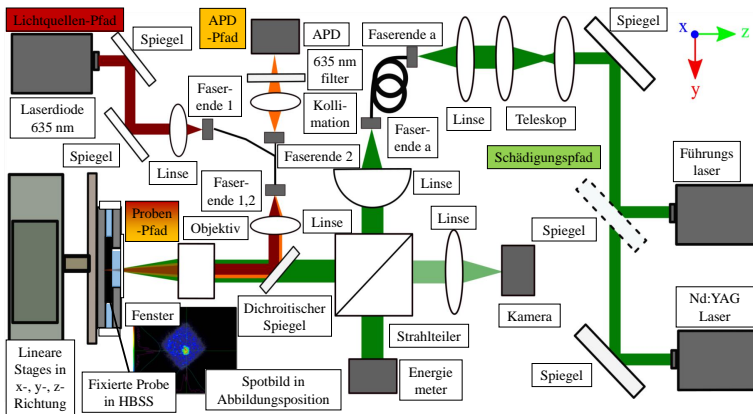 Lichtquellen-Pfad
Spiegel
APD
-Pfad
APD
Faserende a
Spiegel
x
z
y
635 nm
filter
Laserdiode
635 nm
Faser-
ende 1
Kolli-
mation
Linse
Teleskop
Spiegel
Linse
Faserende 2
Faser-
ende a
Schädigungspfad
Führungs
laser
Faser-
ende 1,2
Linse
Proben
-Pfad
Objektiv
Linse
Linse
Spiegel
Fenster
Dichroitischer
Spiegel
Kamera
Nd:YAG
Laser
Strahlteiler
Spiegel
Lineare
Stages in
x-, y-, z-
Richtung
Fixierte Probe
in HBSS
Spotbild in
Abbildungsposition
Energie
meter